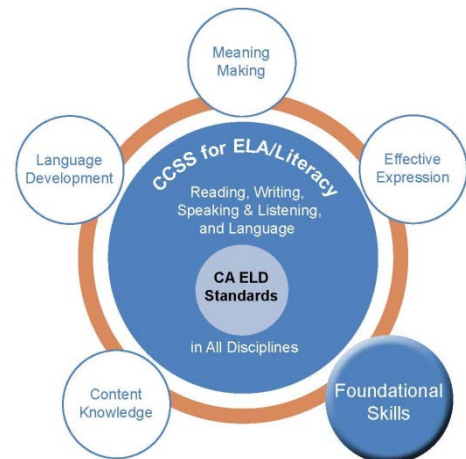 Meaning
Making
Language
Development
Effective
Expression
CCSS for ELA/Literacy
Reading, Writing,
Speaking & Listening,
and Language
CA ELD
Standards
in All Disciplines
Content
Knowledge
Foundational
Skills